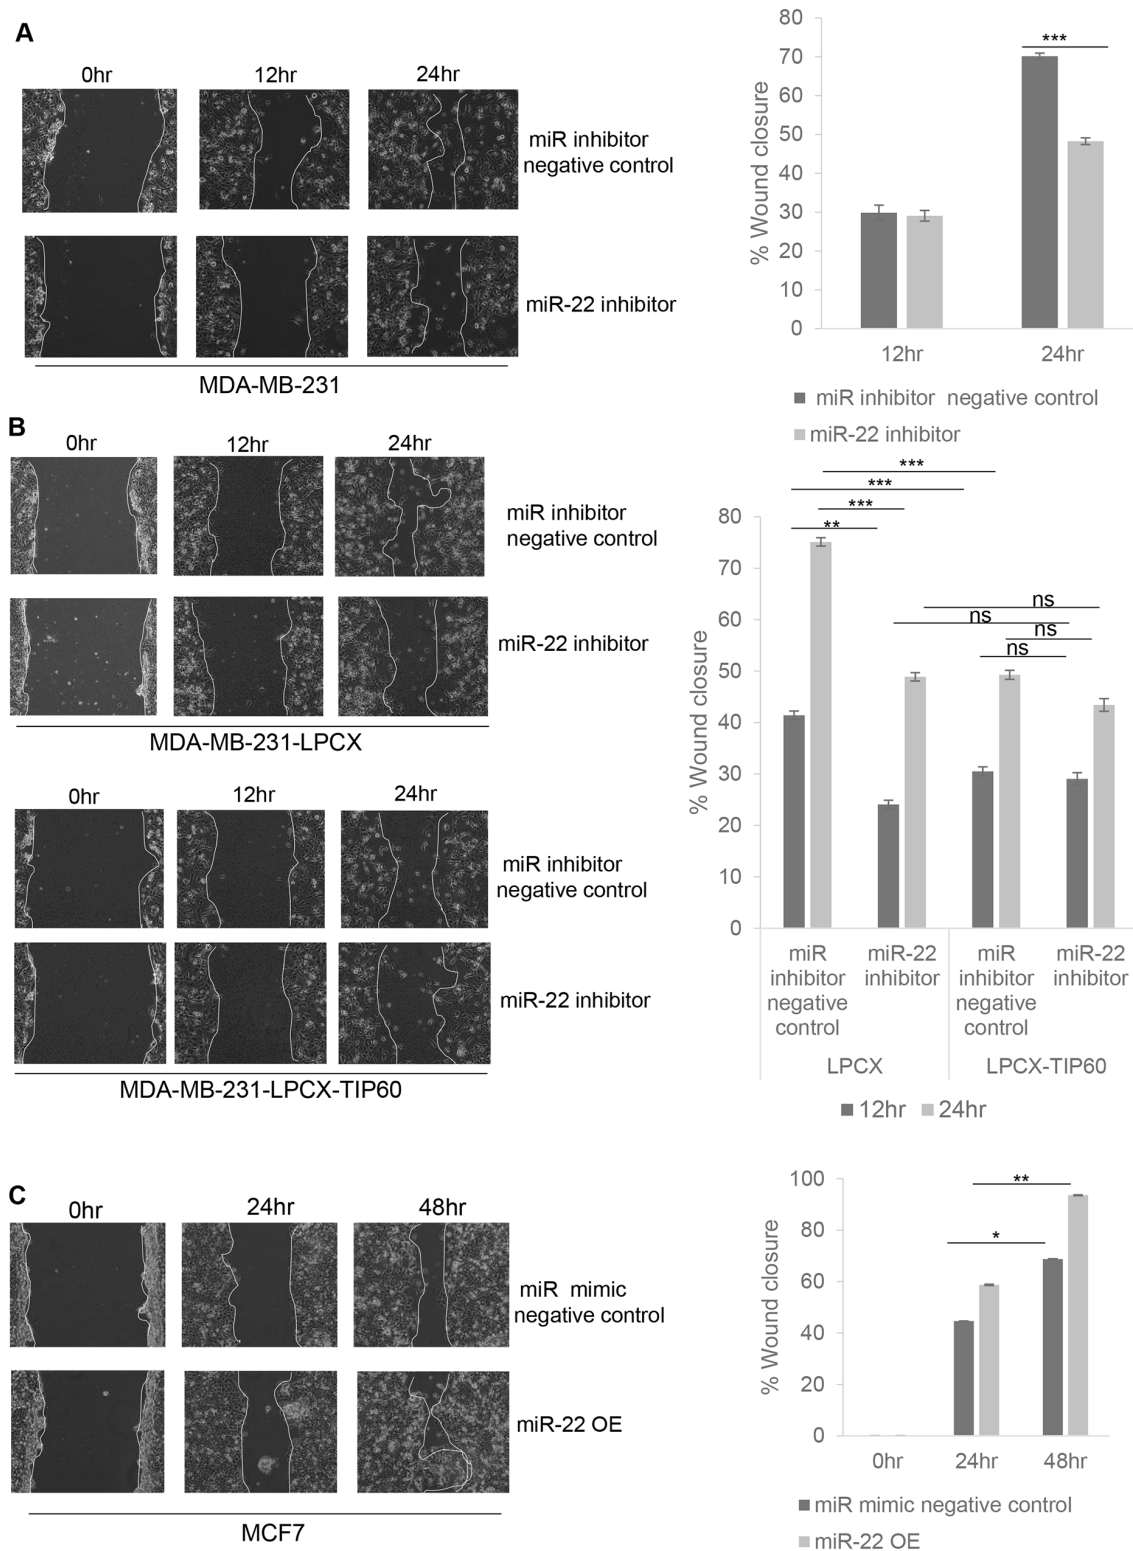 A
0hr
12hr
24hr
miR inhibitor
negative control
miR-22 inhibitor
MDA-MB-231
% Wound closure
80
70
60
50
40
30
20
10
0
***
12hr
24hr
miR inhibitor negative control
miR-22 inhibitor
B
0hr
12hr
24hr
miR inhibitor
negative control
miR-22 inhibitor
MDA-MB-231-LPCX
0hr
12hr
24hr
miR inhibitor
negative control
miR-22 inhibitor
MDA-MB-231-LPCX-TIP60
***
***
***
**
ns
ns
ns
ns
% Wound closure
80
70
60
50
40
30
20
10
0
miR
inhibitor
negative
control
miR-22
inhibitor
miR
inhibitor
negative
control
miR-22
inhibitor
LPCX
LPCX-TIP60
12hr
24hr
C
0hr
24hr
48hr
miR mimic
negative control
miR-22 OE
MCF7
% Wound closure
100
80
60
40
20
0
**
*
0hr
24hr
48hr
miR mimic negative control
miR-22 OE